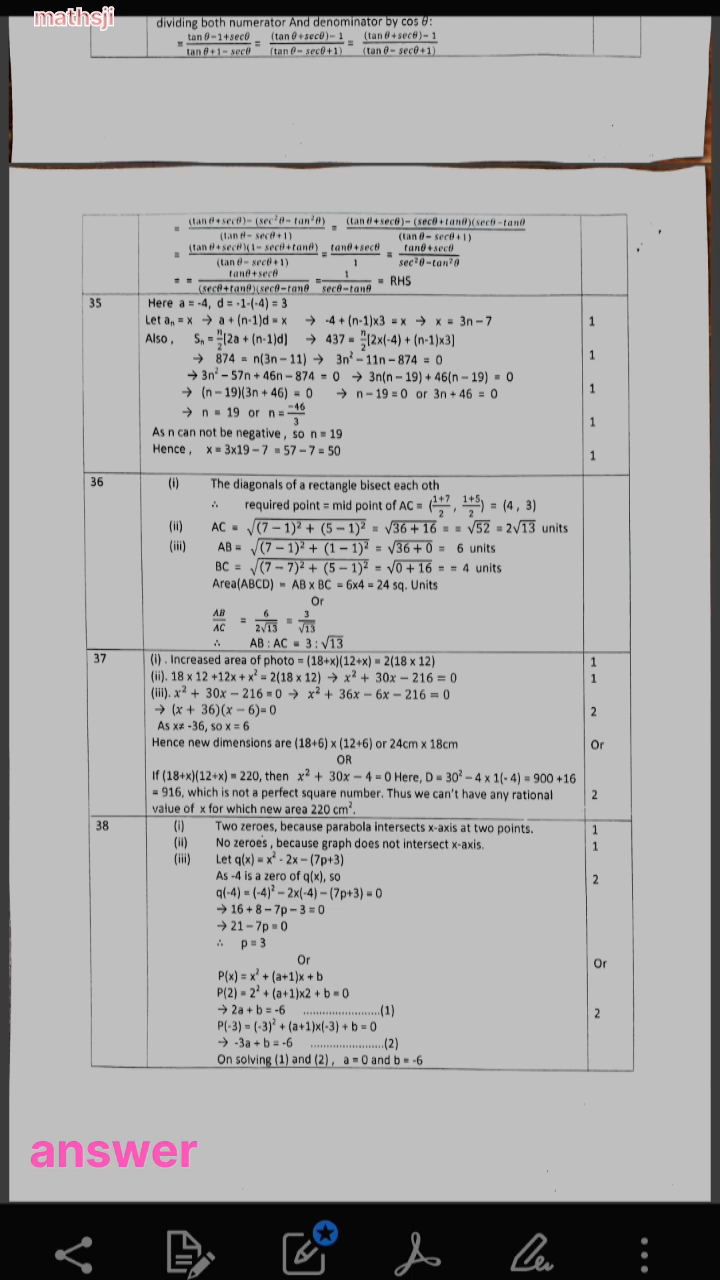 mathsji
dividing both numerator And denominator by cos θ:
= (tan θ−1+secθ)/(tan θ+1−secθ) = ((tan θ+secθ)−1)/((tan θ−secθ+1)) = ((tan θ+secθ)−1)/((tan θ−secθ+1))
= ((tan θ+secθ)−(sec²θ−tan²θ))/((tan θ−secθ+1)) = ((tan θ+secθ)−(secθ+tanθ)(secθ−tanθ)/((tan θ−secθ+1))
= ((tan θ+secθ)(1−secθ+tanθ))/((tan θ−secθ+1)) = (tanθ+secθ)/1 = (tanθ+secθ)/(sec²θ−tan²θ)
= = (tanθ+secθ)/((secθ+tanθ)(secθ−tanθ) = 1/(secθ−tanθ) = RHS
35 Here a = -4, d = -1-(-4) = 3
Let aₙ = x → a + (n-1)d = x → -4 + (n-1)x3 = x → x = 3n – 7 1
Also , Sₙ = n/2[2a + (n-1)d] → 437 = n/2[2x(-4) + (n-1)x3]
→ 874 = n(3n – 11) → 3n² – 11n – 874 = 0 1
→ 3n² – 57n + 46n – 874 = 0 → 3n(n – 19) + 46(n – 19) = 0
→ (n – 19)(3n + 46) = 0 → n – 19 = 0 or 3n + 46 = 0 1
→ n = 19 or n = −46/3
As n can not be negative , so n = 19 1
Hence , x = 3x19 – 7 = 57 – 7 = 50 1
36 (i) The diagonals of a rectangle bisect each oth
∴ required point = mid point of AC = (1+7/2 , 1+5/2) = (4 , 3)
(ii) AC = √(7 − 1)² + (5 − 1)² = √36 + 16 = = √52 = 2√13 units
(iii) AB = √(7 − 1)² + (1 − 1)² = √36 + 0 = 6 units
BC = √(7 − 7)² + (5 − 1)² = √0 + 16 = = 4 units
Area(ABCD) = AB x BC = 6x4 = 24 sq. Units
Or
AB/AC = 6/2√13 = 3/√13
∴ AB : AC = 3 : √13
37 (i) . Increased area of photo = (18+x)(12+x) = 2(18 x 12) 1
(ii). 18 x 12 +12x + x² = 2(18 x 12) → x² + 30x − 216 = 0 1
(iii). x² + 30x − 216 = 0 → x² + 36x − 6x − 216 = 0
→ (x + 36)(x − 6)= 0 2
As x≠ -36, so x = 6
Hence new dimensions are (18+6) x (12+6) or 24cm x 18cm Or
OR
If (18+x)(12+x) = 220, then x² + 30x − 4 = 0 Here, D = 30² – 4 x 1(- 4) = 900 +16
= 916, which is not a perfect square number. Thus we can't have any rational 2
value of x for which new area 220 cm².
38 (i) Two zeroes, because parabola intersects x-axis at two points. 1
(ii) No zeroes , because graph does not intersect x-axis. 1
(iii) Let q(x) = x² - 2x – (7p+3)
As -4 is a zero of q(x), so 2
q(-4) = (-4)² – 2x(-4) – (7p+3) = 0
→ 16 + 8 – 7p – 3 = 0
→ 21 – 7p = 0
∴ p = 3
Or Or
P(x) = x² + (a+1)x + b
P(2) = 2² + (a+1)x2 + b = 0
→ 2a + b = -6 ........................(1) 2
P(-3) = (-3)² + (a+1)x(-3) + b = 0
→ -3a + b = -6 .......................(2)
On solving (1) and (2) , a = 0 and b = -6
answer